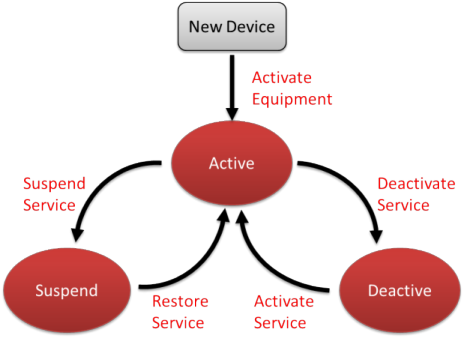 New Device
Activate
Equipment
Active
Suspend
Service
Deactivate
Service
Suspend
Restore
Service
Activate
Service
Deactive